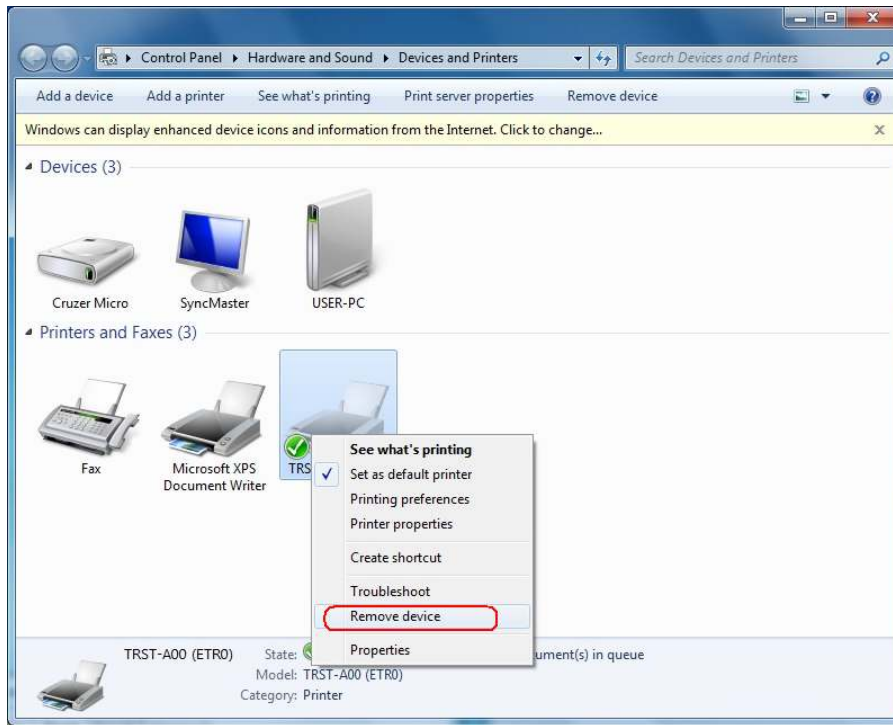 Control Panel ▸ Hardware and Sound ▸ Devices and Printers
Search Devices and Printers
Add a device Add a printer See what's printing Print server properties Remove device
Windows can display enhanced device icons and information from the Internet. Click to change...
Devices (3)
Cruzer Micro SyncMaster USER-PC
Printers and Faxes (3)
Fax
Microsoft XPS
Document Writer
TRS
See what's printing
Set as default printer
Printing preferences
Printer properties
Create shortcut
Troubleshoot
Remove device
Properties
TRST-A00 (ETR0) State: ument(s) in queue
Model: TRST-A00 (ETR0)
Category: Printer